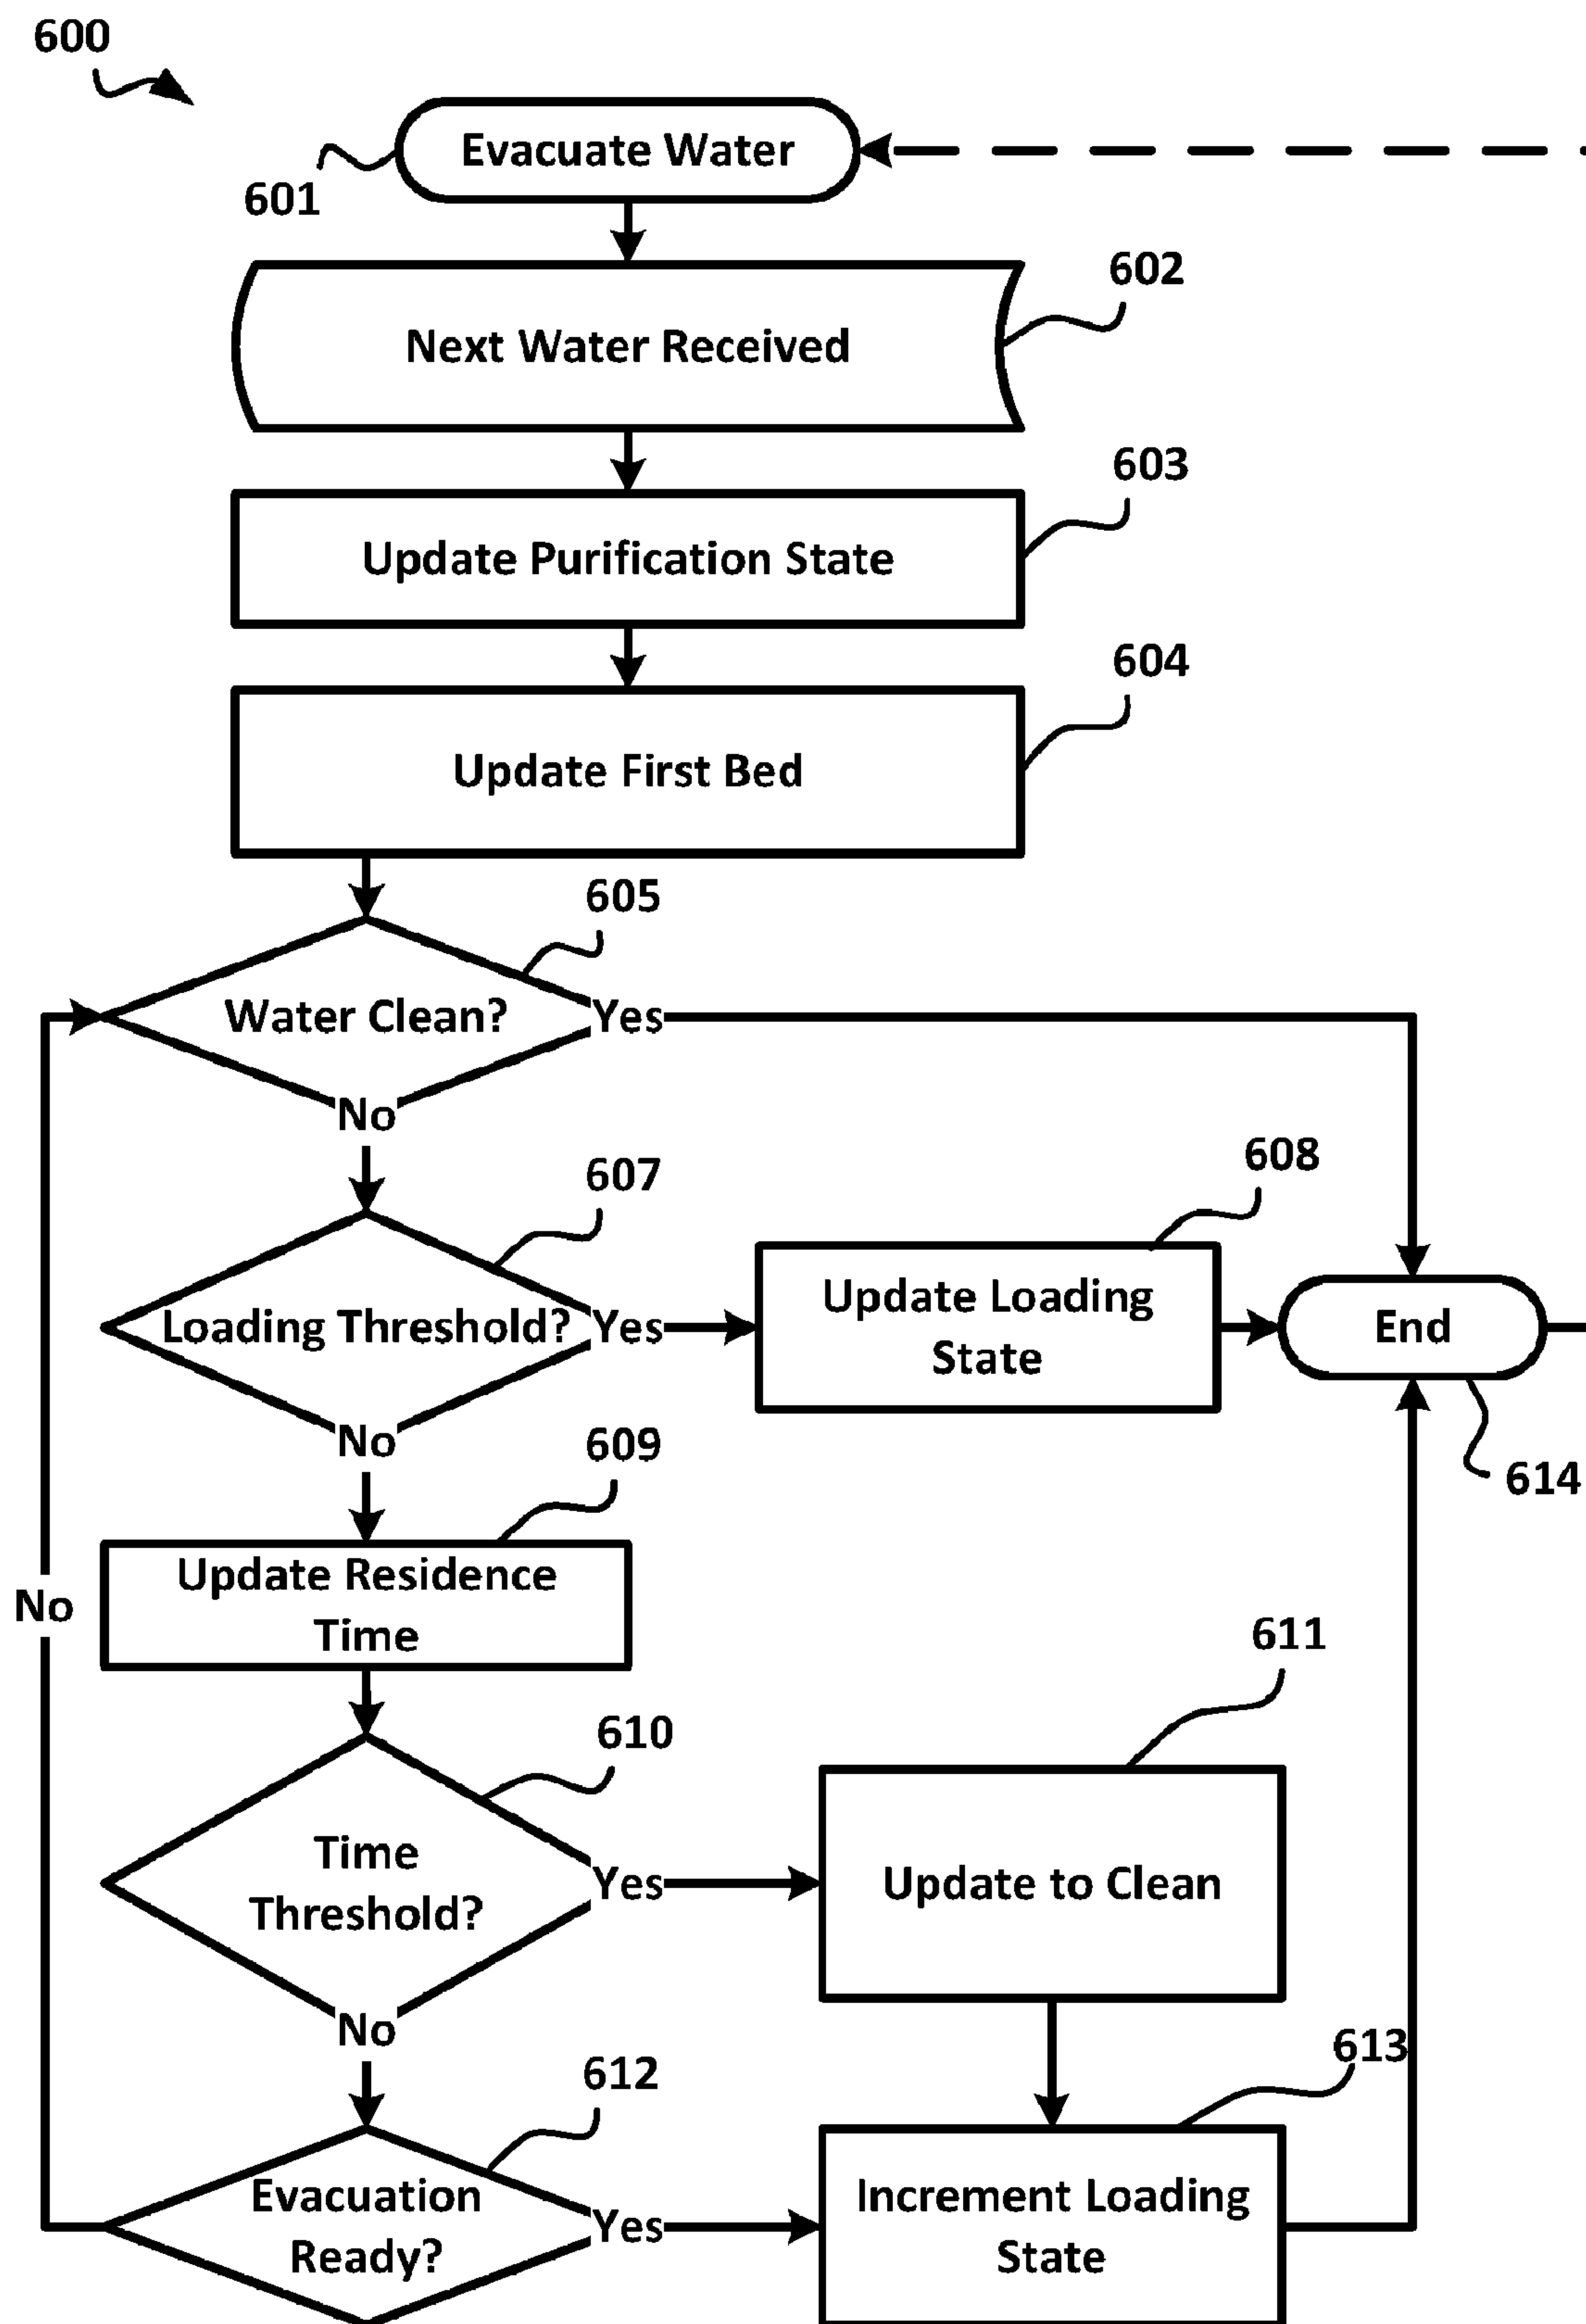 600
Evacuate Water
601
602
Next Water Received
603
Update Purification State
604
Update First Bed
605
Water Clean?
Yes
No
607
608
Loading Threshold?
Yes
Update Loading
State
End
No
609
614
Update Residence
Time
No
611
610
Time
Threshold?
Yes
Update to Clean
No
612
613
Evacuation
Ready?
Yes
Increment Loading
State